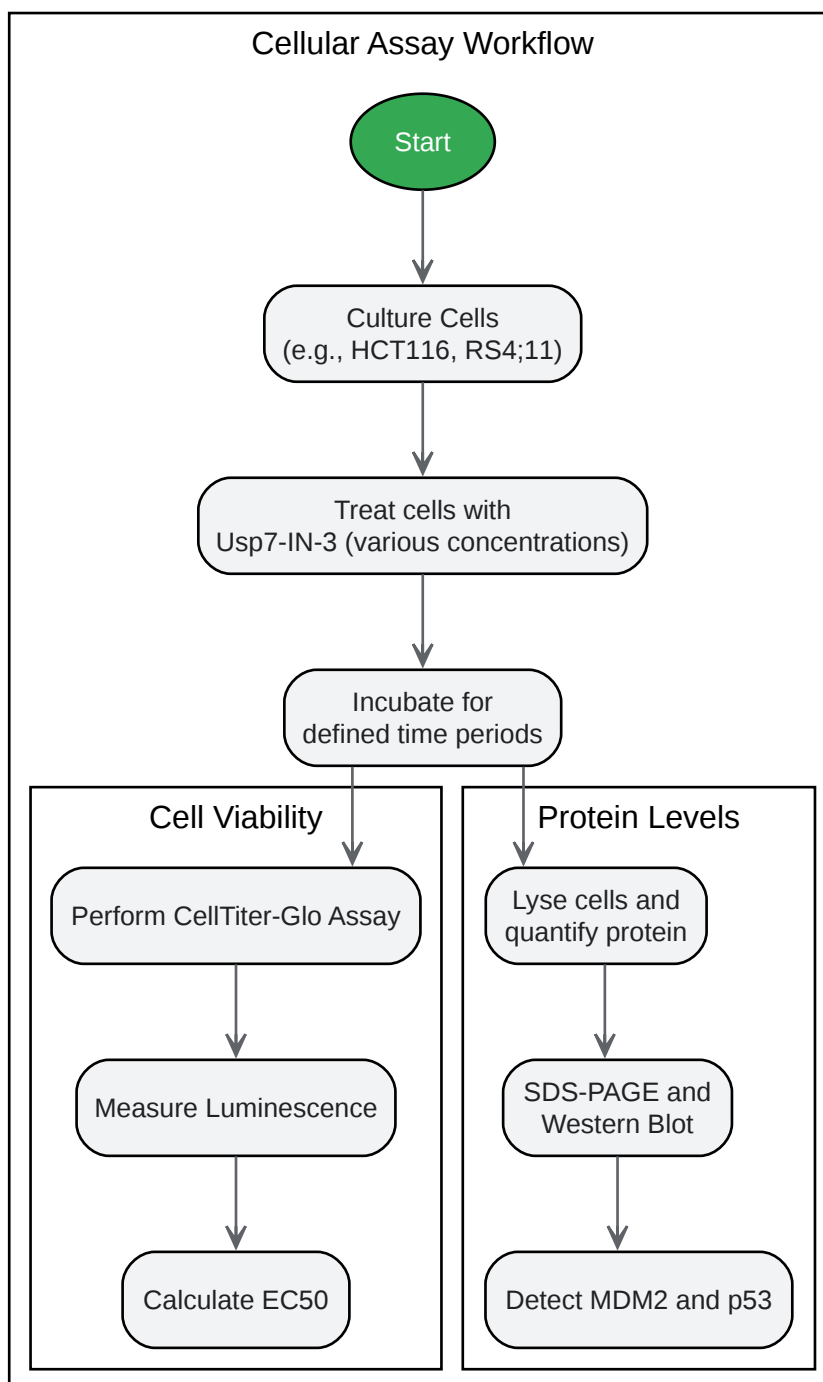 Cellular Assay Workflow
Start
Culture Cells
(e.g., HCT116, RS4;11)
Treat cells with
Usp7-IN-3 (various concentrations)
Incubate for
defined time periods
Cell Viability
Perform CellTiter-Glo Assay
Measure Luminescence
Calculate EC50
Protein Levels
Lyse cells and
quantify protein
SDS-PAGE and
Western Blot
Detect MDM2 and p53